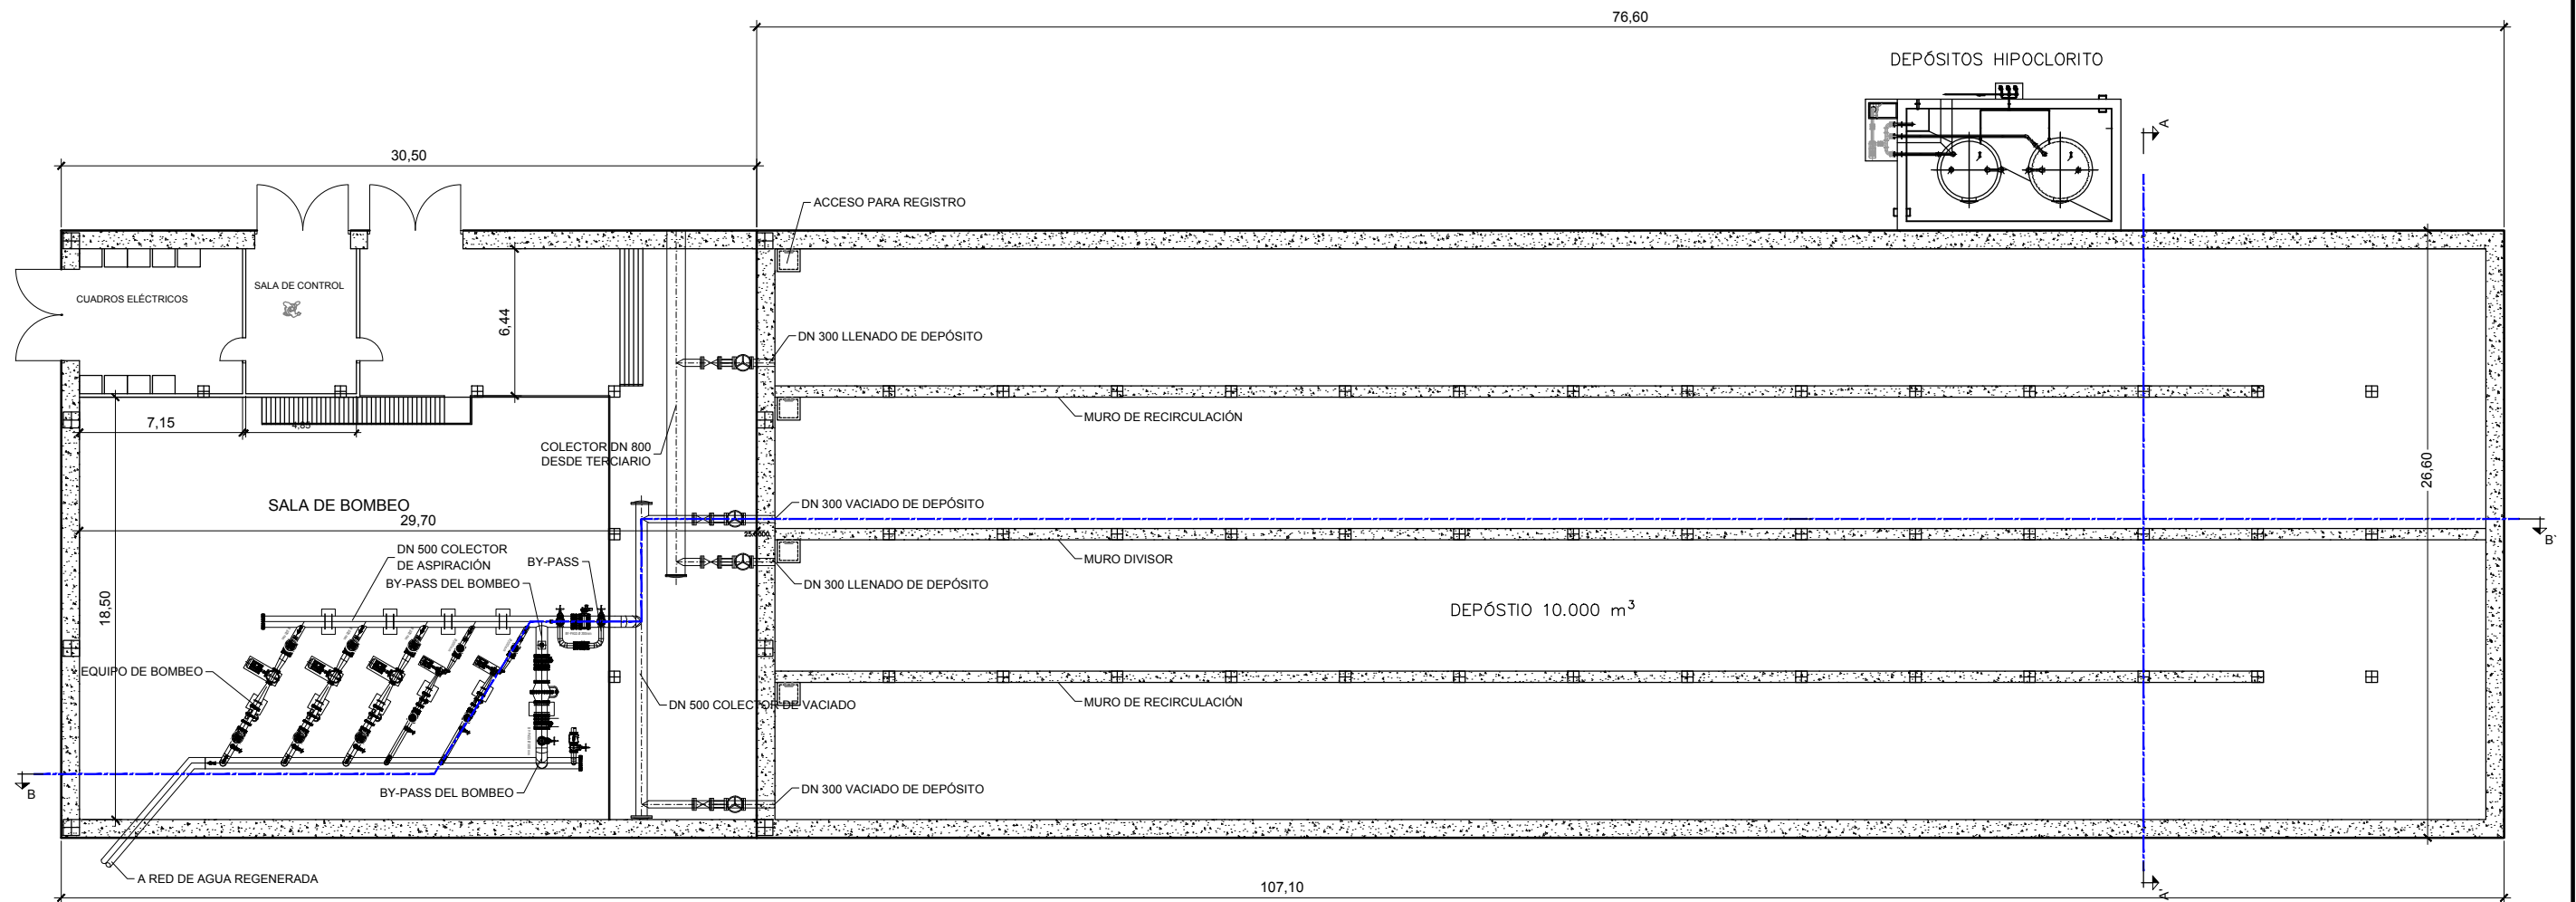 76,60
DEPÓSITOS HIPOCLORITO
A
30,50
ACCESO PARA REGISTRO
CUADROS ELÉCTRICOS
SALA DE CONTROL
6,44
DN 300 LLENADO DE DEPÓSITO
MURO DE RECIRCULACIÓN
7,15
4,85
COLECTOR DN 800
DESDE TERCIARIO
26,60
SALA DE BOMBEO
29,70
DN 300 VACIADO DE DEPÓSITO
B`
DN 500 COLECTOR
DE ASPIRACIÓN
BY-PASS
MURO DIVISOR
BY-PASS DEL BOMBEO
DN 300 LLENADO DE DEPÓSITO
18,50
DEPÓSTIO 10.000 m³
EQUIPO DE BOMBEO
DN 500 COLECTOR DE VACIADO
MURO DE RECIRCULACIÓN
B
BY-PASS DEL BOMBEO
DN 300 VACIADO DE DEPÓSITO
A RED DE AGUA REGENERADA
107,10
A`